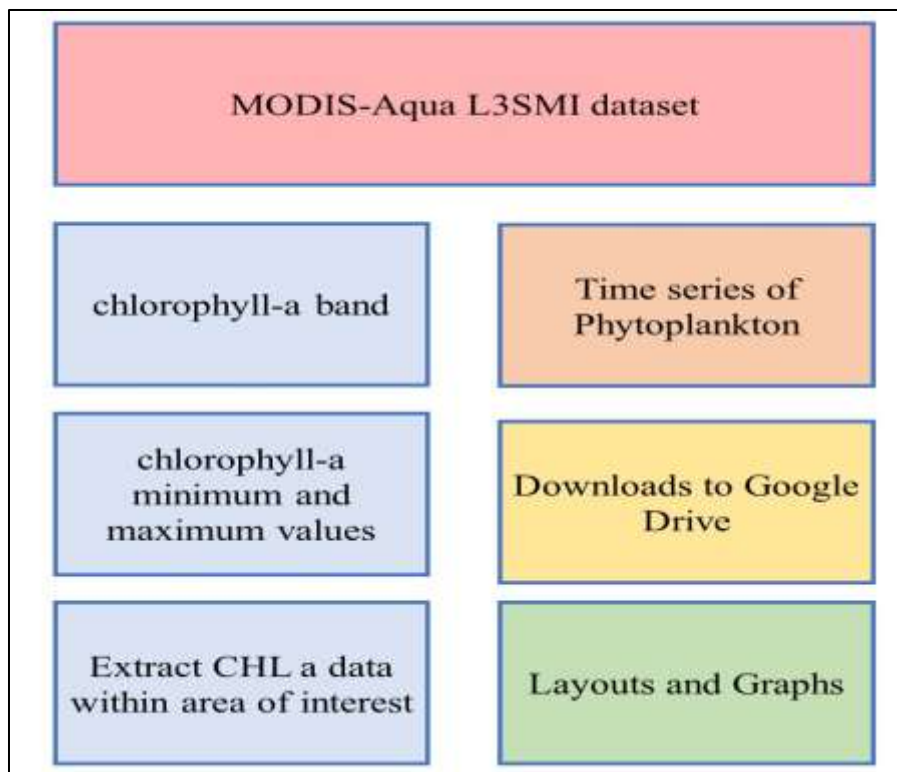 MODIS-Aqua L3SMI dataset
chlorophyll-a band
Time series of
Phytoplankton
chlorophyll-a
minimum and
maximum values
Downloads to Google
Drive
Extract CHL a data
within area of interest
Layouts and Graphs